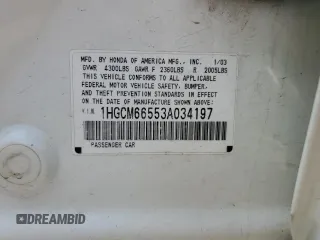 MFD. BY HONDA OF AMERICA MFG., INC. 1/03
GVWR 4300LBS GAWR F 2360LBS R 2005LBS
THIS VEHICLE CONFORMS TO ALL APPLICABLE
FEDERAL MOTOR VEHICLE SAFETY, BUMPER,
AND THEFT PREVENTION STANDARDS IN EFFECT
ON THE DATE OF MANUFACTURE SHOWN ABOVE.
V.I.N. 1HGCM66553A034197
PASSENGER CAR
DREAMBID